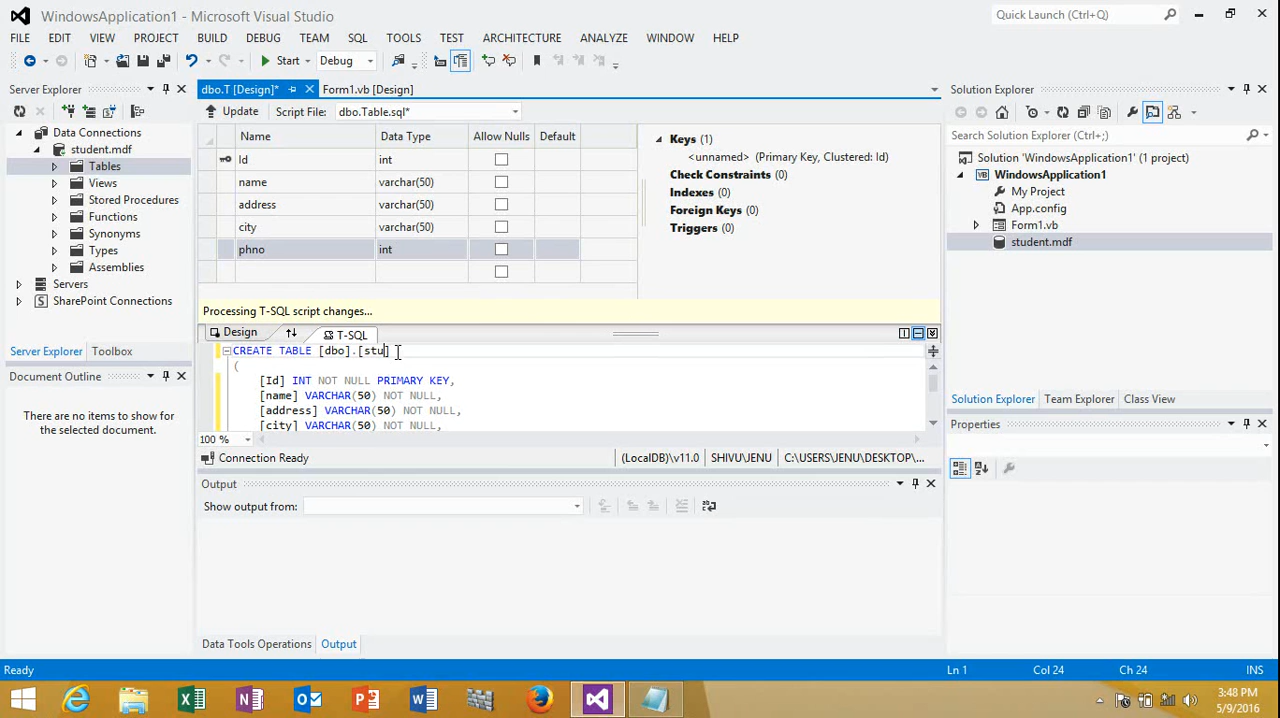 WindowsApplication1 - Microsoft Visual Studio
Quick Launch (Ctrl+Q)
FILE EDIT VIEW PROJECT BUILD DEBUG TEAM SQL TOOLS TEST ARCHITECTURE ANALYZE WINDOW HELP
Start Debug
Server Explorer
Data Connections
student.mdf
Tables
Views
Stored Procedures
Functions
Synonyms
Types
Assemblies
Servers
SharePoint Connections
Server Explorer Toolbox
Document Outline
There are no items to show for
the selected document.
dbo.T [Design]* Form1.vb [Design]
Update Script File: dbo.Table.sql*
Name Data Type Allow Nulls Default
Id int
name varchar(50)
address varchar(50)
city varchar(50)
phno int
Keys (1)
<unnamed> (Primary Key, Clustered: Id)
Check Constraints (0)
Indexes (0)
Foreign Keys (0)
Triggers (0)
Processing T-SQL script changes...
Design T-SQL
CREATE TABLE [dbo].[stu]
(
[Id] INT NOT NULL PRIMARY KEY,
[name] VARCHAR(50) NOT NULL,
[address] VARCHAR(50) NOT NULL,
[city] VARCHAR(50) NOT NULL,
100 %
Connection Ready (LocalDB)\v11.0 SHIVU\JENU C:\USERS\JENU\DESKTOP\...
Output
Show output from:
Data Tools Operations Output
Solution Explorer
Search Solution Explorer (Ctrl+;)
Solution 'WindowsApplication1' (1 project)
WindowsApplication1
My Project
App.config
Form1.vb
student.mdf
Solution Explorer Team Explorer Class View
Properties
Ready Ln 1 Col 24 Ch 24 INS
3:48 PM
5/9/2016